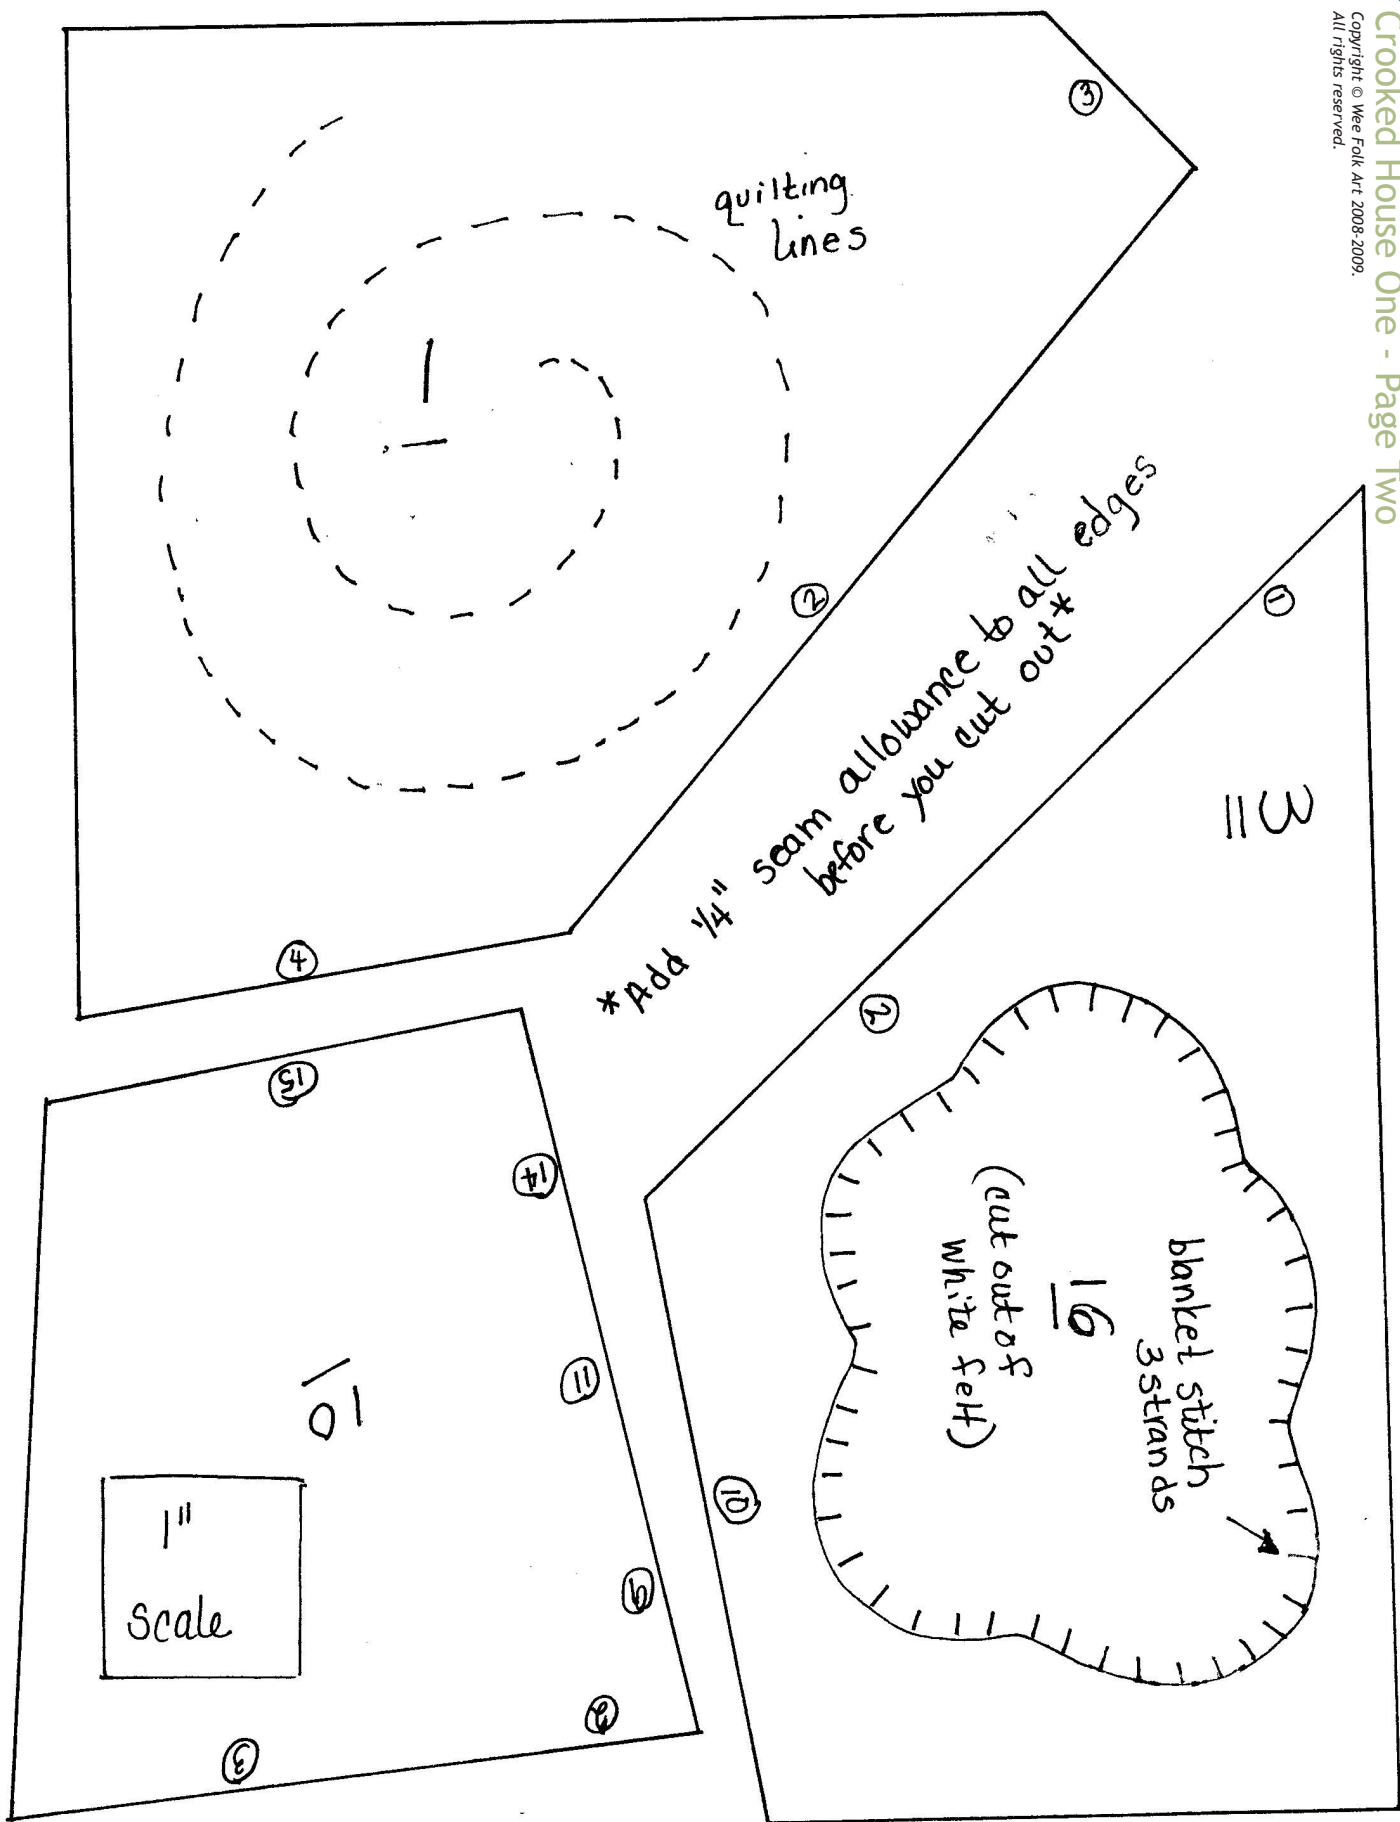 Crooked House One - Page Two
Copyright © Wee Folk Art 2008-2009.
All rights reserved.
3
quilting
lines
1
2
4
*Add 1/4" seam allowance to all edges
before you cut out*
1
3
2
blanket stitch
3 strands
16
(cut out of
white felt)
10
15
14
11
9
2
3
10
1"
scale